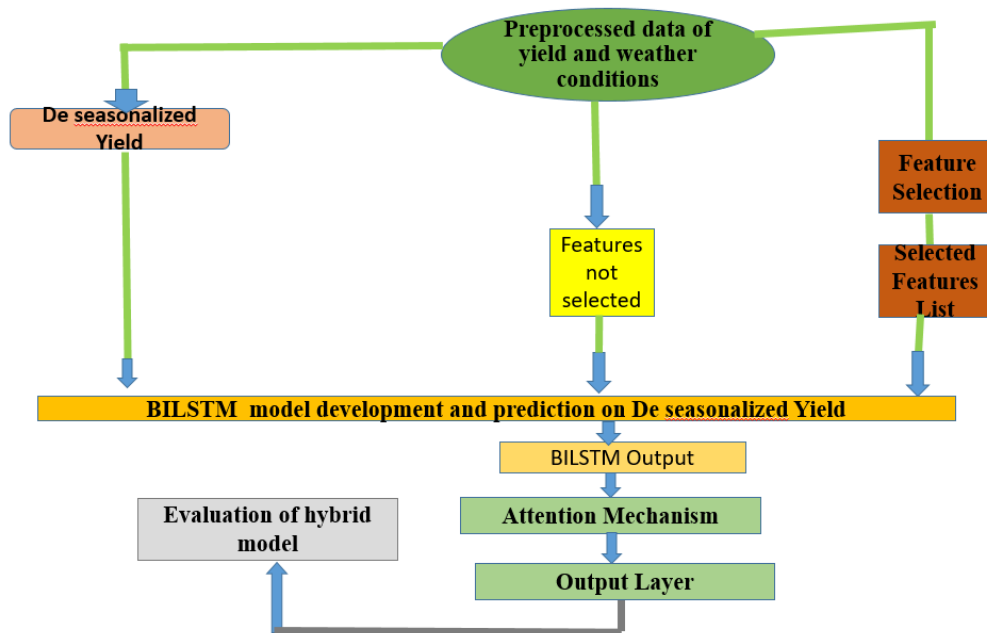 Preprocessed data of
yield and weather
conditions
De seasonalized
Yield
Feature
Selection
Features
not
selected
Selected
Features
List
BILSTM model development and prediction on De seasonalized Yield
BILSTM Output
Attention Mechanism
Evaluation of hybrid
model
Output Layer